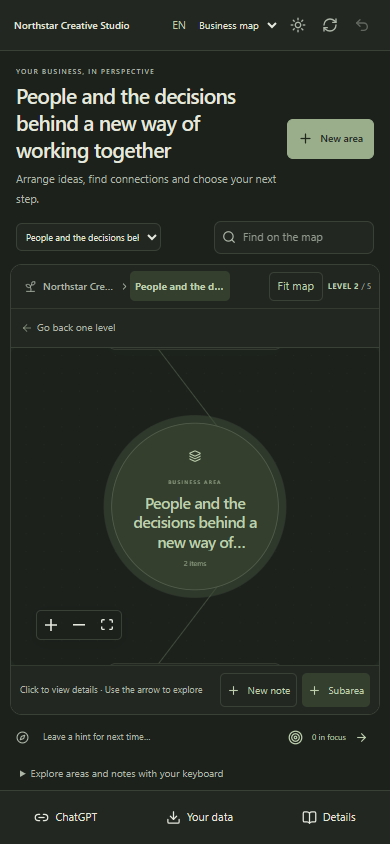 Northstar Creative Studio
EN
Business map
YOUR BUSINESS, IN PERSPECTIVE
People and the decisions
behind a new way of
working together
New area
Arrange ideas, find connections and choose your next
step.
People and the decisions bel
Find on the map
Northstar Cre...
People and the d...
Fit map
LEVEL 2 / 5
Go back one level
BUSINESS AREA
People and the
decisions behind a
new way of...
2 items
Click to view details · Use the arrow to explore
New note
Subarea
Leave a hint for next time...
0 in focus
Explore areas and notes with your keyboard
ChatGPT
Your data
Details